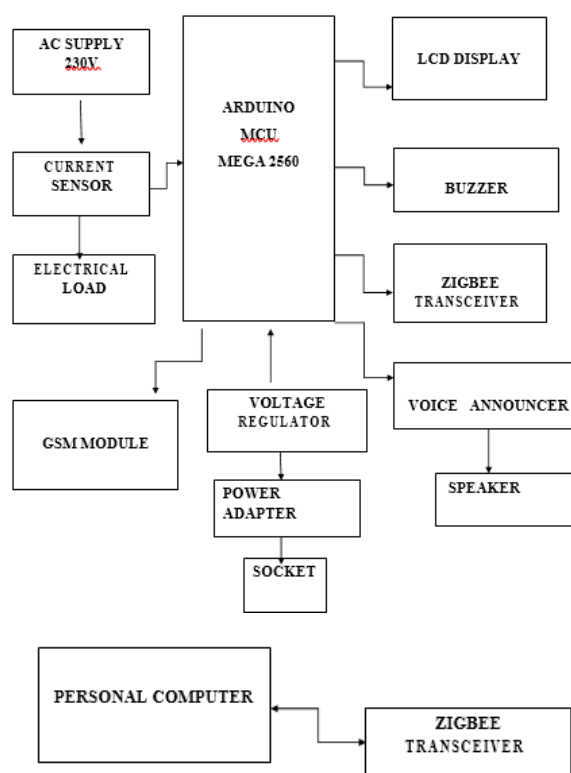 AC SUPPLY
230V
ARDUINO
MCU
MEGA 2560
LCD DISPLAY
CURRENT
SENSOR
BUZZER
ELECTRICAL
LOAD
ZIGBEE
TRANSCEIVER
GSM MODULE
VOLTAGE
REGULATOR
VOICE ANNOUNCER
POWER
ADAPTER
SPEAKER
SOCKET
PERSONAL COMPUTER
ZIGBEE
TRANSCEIVER